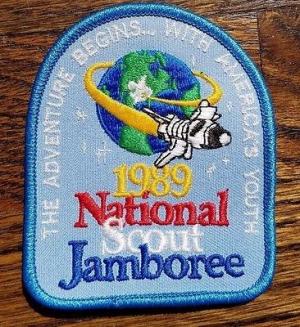 THE ADVENTURE BEGINS... WITH AMERICA'S YOUTH
1989
National
Scout
Jamboree